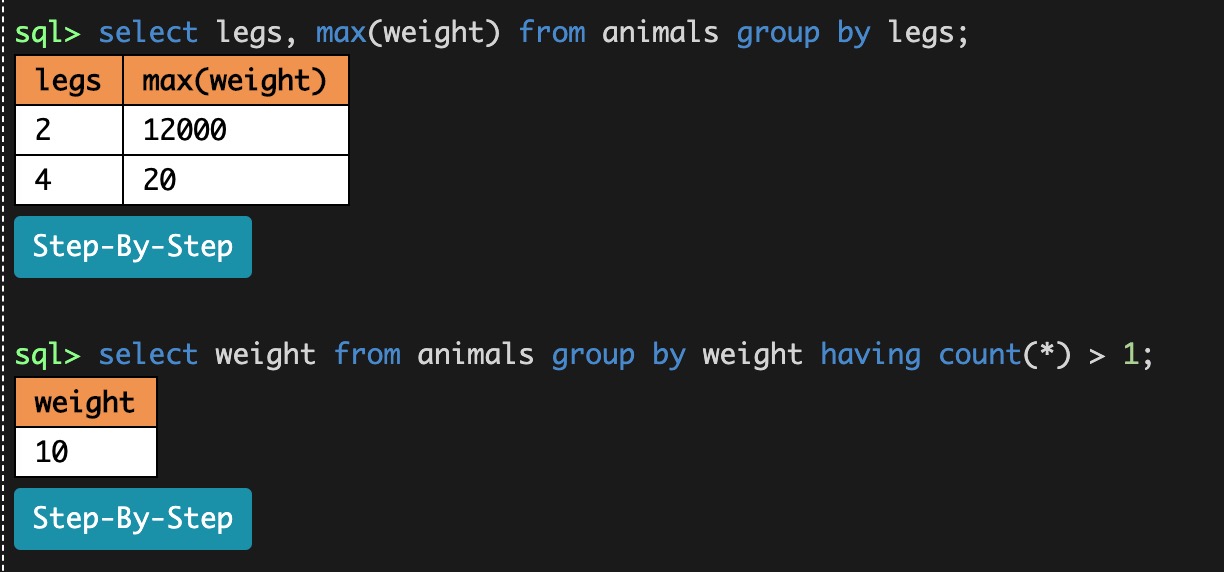 sql> select legs, max(weight) from animals group by legs;
legs max(weight)
2 12000
4 20
Step-By-Step
sql> select weight from animals group by weight having count(*) > 1;
weight
10
Step-By-Step